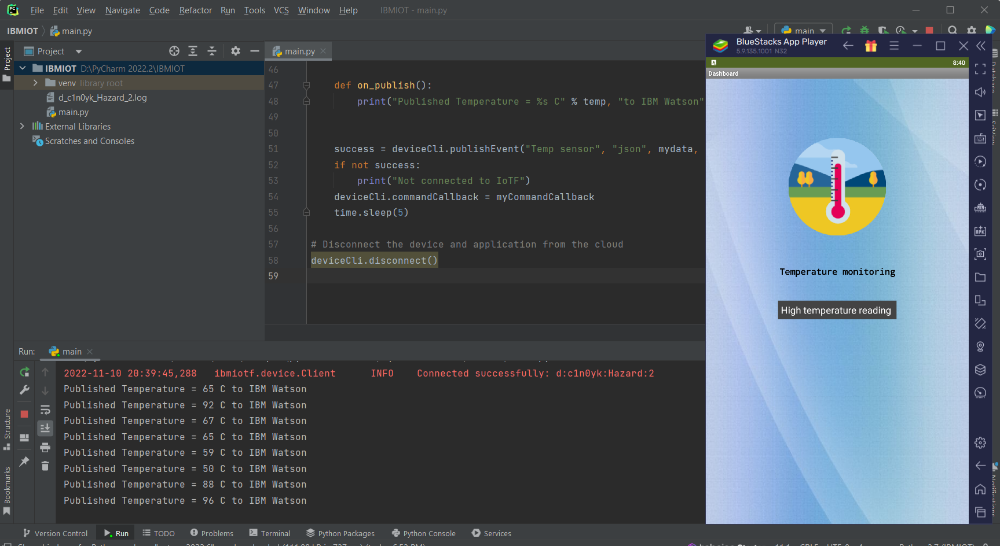 PC
File Edit View Navigate Code Refactor Run Tools VCS Window Help IBMIOT - main.py
IBMIOT main.py
main
Project
Project
main.py
IBMIOT D:\PyCharm 2022.2\IBMIOT
venv library root
d_c1n0yk_Hazard_2.log
main.py
External Libraries
Scratches and Consoles
46
47 def on_publish():
48 print("Published Temperature = %s C" % temp, "to IBM Watson"
49
50
51 success = deviceCli.publishEvent("Temp sensor", "json", mydata,
52 if not success:
53 print("Not connected to IoTF")
54 deviceCli.commandCallback = myCommandCallback
55 time.sleep(5)
56
57 # Disconnect the device and application from the cloud
58 deviceCli.disconnect()
59
BlueStacks App Player
5.9.135.1001 N32
A
8:40
Dashboard
Temperature monitoring
High temperature reading
APK
Database
SciView
Notifications
Run: main
2022-11-10 20:39:45,288 ibmiotf.device.Client INFO Connected successfully: d:c1n0yk:Hazard:2
Published Temperature = 65 C to IBM Watson
Published Temperature = 92 C to IBM Watson
Published Temperature = 67 C to IBM Watson
Published Temperature = 65 C to IBM Watson
Published Temperature = 59 C to IBM Watson
Published Temperature = 50 C to IBM Watson
Published Temperature = 88 C to IBM Watson
Published Temperature = 96 C to IBM Watson
Structure
Bookmarks
Version Control Run TODO Problems Terminal Python Packages Python Console Services